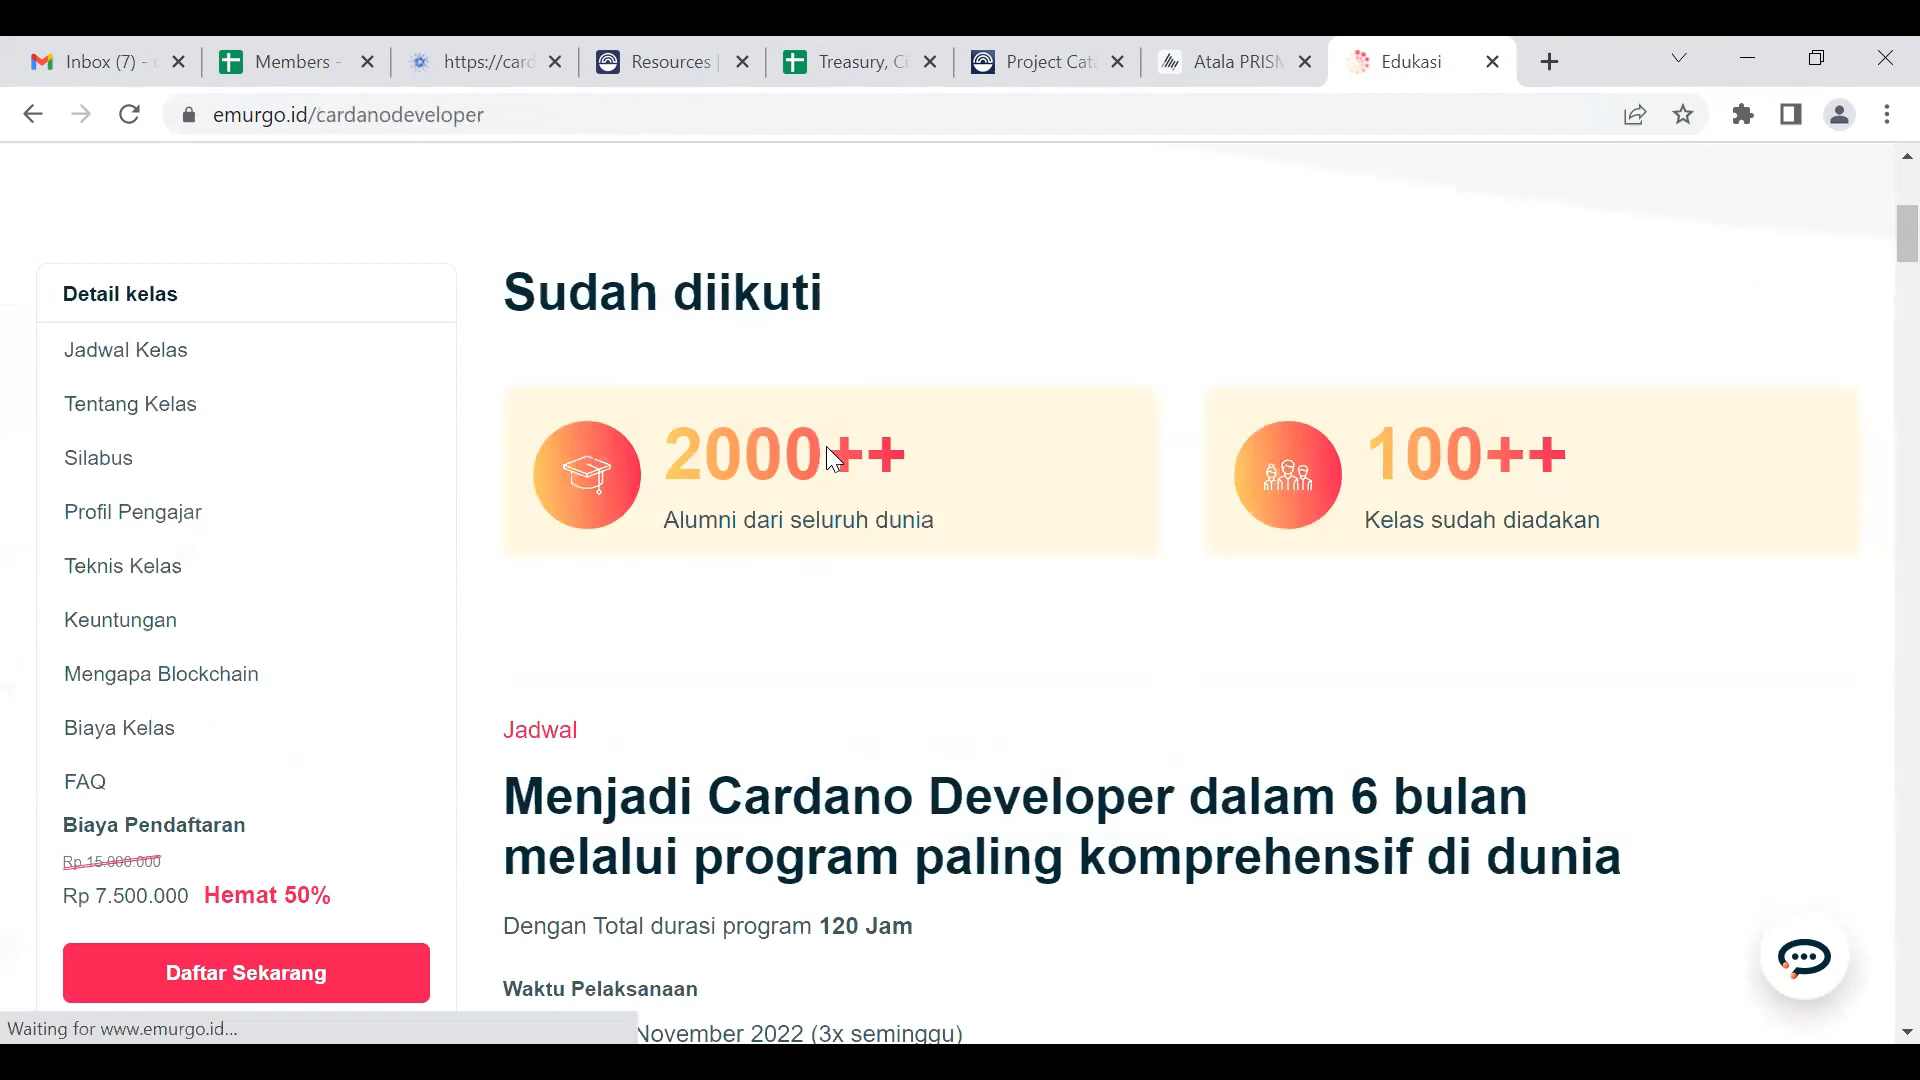 Inbox (7) -
Members -
https://card
Resources |
Treasury, Ci
Project Cat
Atala PRISM
Edukasi
emurgo.id/cardanodeveloper
Detail kelas
Jadwal Kelas
Tentang Kelas
Silabus
Profil Pengajar
Teknis Kelas
Keuntungan
Mengapa Blockchain
Biaya Kelas
FAQ
Biaya Pendaftaran
Rp 15.000.000
Rp 7.500.000 Hemat 50%
Daftar Sekarang
Sudah diikuti
2000++
Alumni dari seluruh dunia
100++
Kelas sudah diadakan
Jadwal
Menjadi Cardano Developer dalam 6 bulan
melalui program paling komprehensif di dunia
Dengan Total durasi program 120 Jam
Waktu Pelaksanaan
November 2022 (3x seminggu)
Waiting for www.emurgo.id...